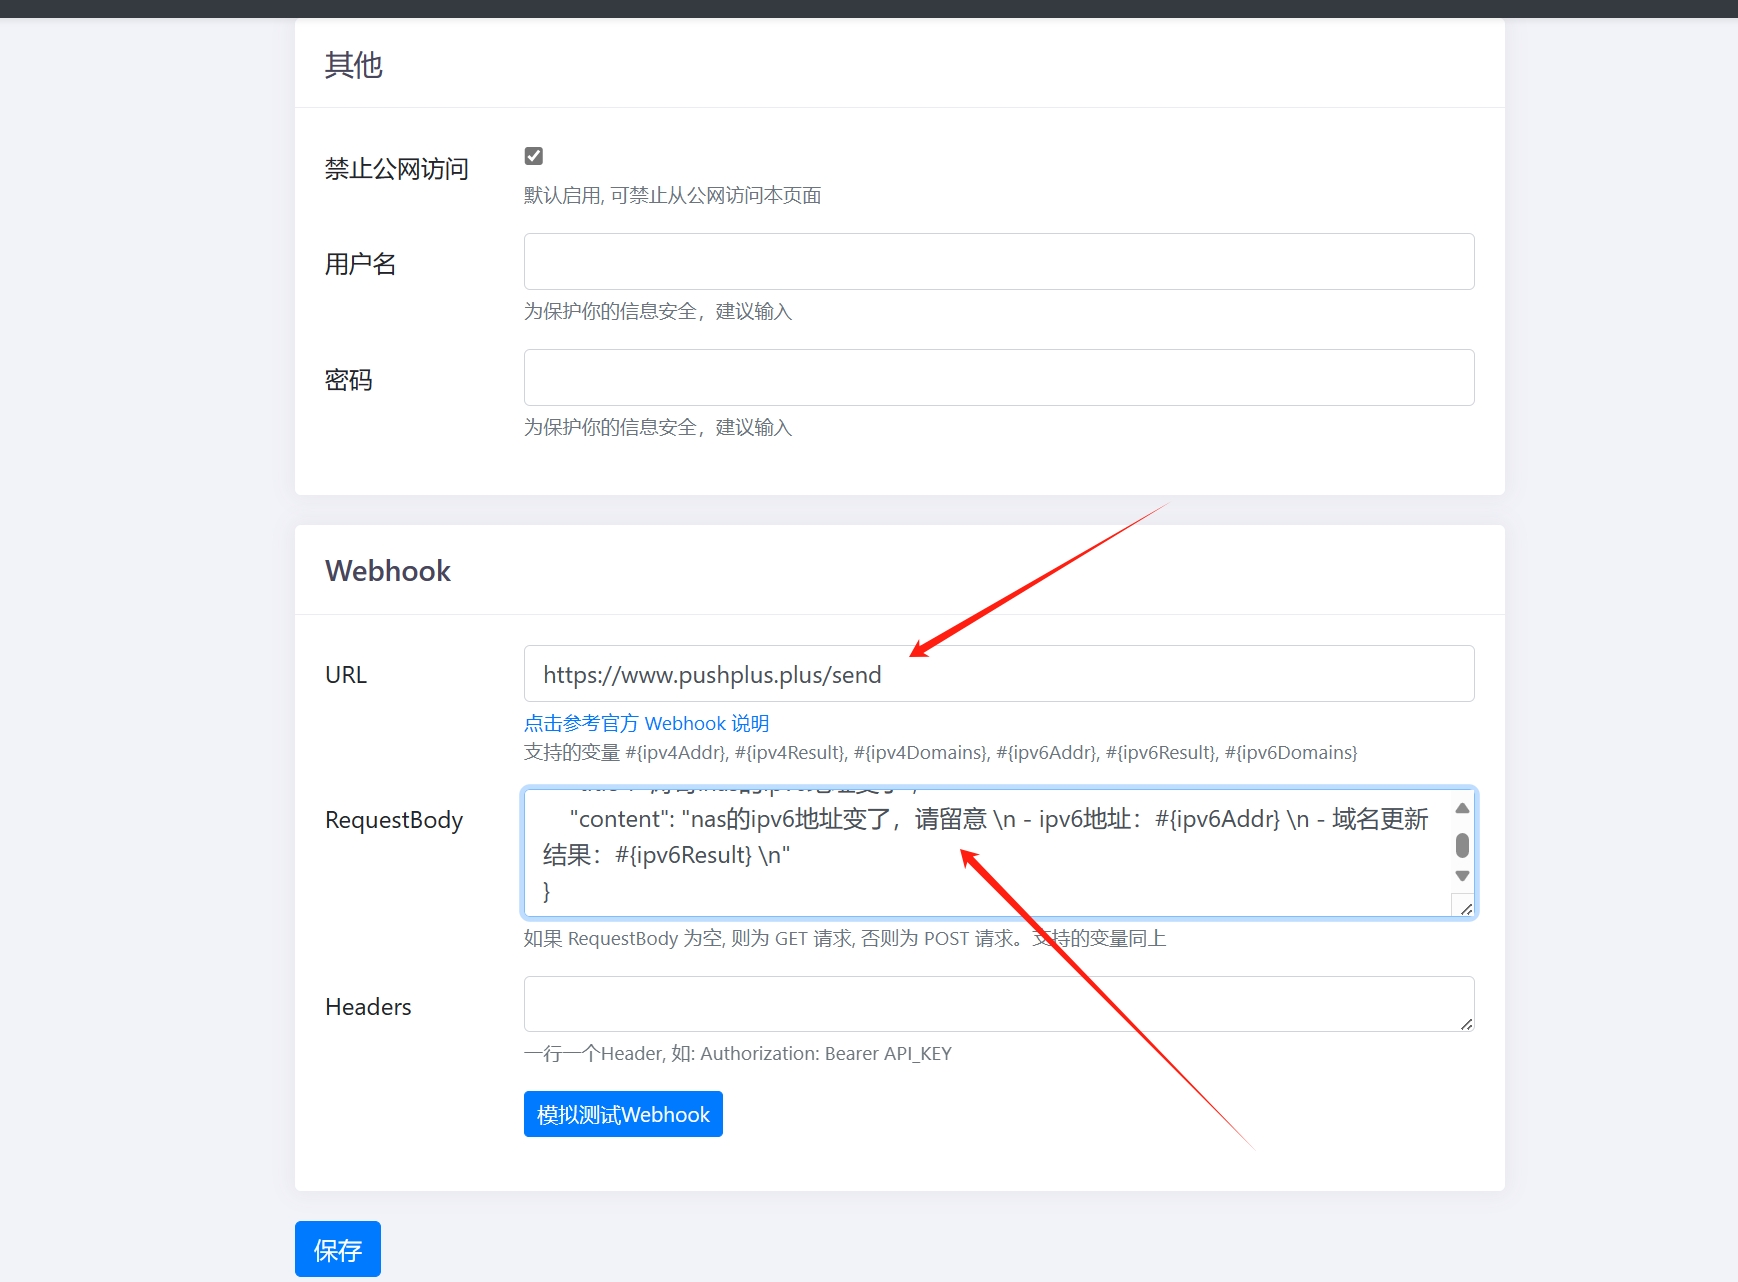 其他
禁止公网访问
默认启用, 可禁止从公网访问本页面
用户名
为保护你的信息安全，建议输入
密码
为保护你的信息安全，建议输入
Webhook
URL
https://www.pushplus.plus/send
点击参考官方 Webhook 说明
支持的变量 #{ipv4Addr}, #{ipv4Result}, #{ipv4Domains}, #{ipv6Addr}, #{ipv6Result}, #{ipv6Domains}
RequestBody
"content": "nas的ipv6地址变了，请留意 \n - ipv6地址：#{ipv6Addr} \n - 域名更新
结果：#{ipv6Result} \n"
}
如果 RequestBody 为空, 则为 GET 请求, 否则为 POST 请求。支持的变量同上
Headers
一行一个Header, 如: Authorization: Bearer API_KEY
模拟测试Webhook
保存